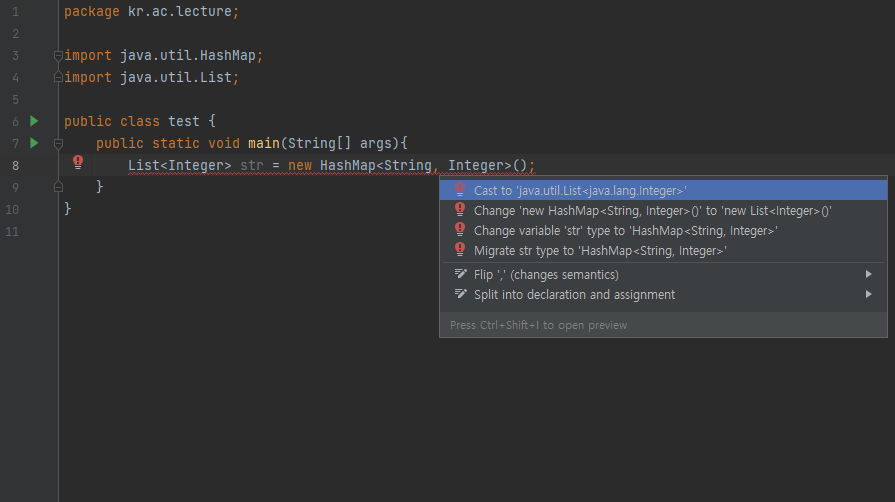 1 package kr.ac.lecture;
2
3 import java.util.HashMap;
4 import java.util.List;
5
6 public class test {
7 public static void main(String[] args){
8 List<Integer> str = new HashMap<String, Integer>();
9 }
10 }
11
Cast to 'java.util.List<java.lang.Integer>'
Change 'new HashMap<String, Integer>()' to 'new List<Integer>()'
Change variable 'str' type to 'HashMap<String, Integer>'
Migrate str type to 'HashMap<String, Integer>'
Flip ',' (changes semantics)
Split into declaration and assignment
Press Ctrl+Shift+I to open preview